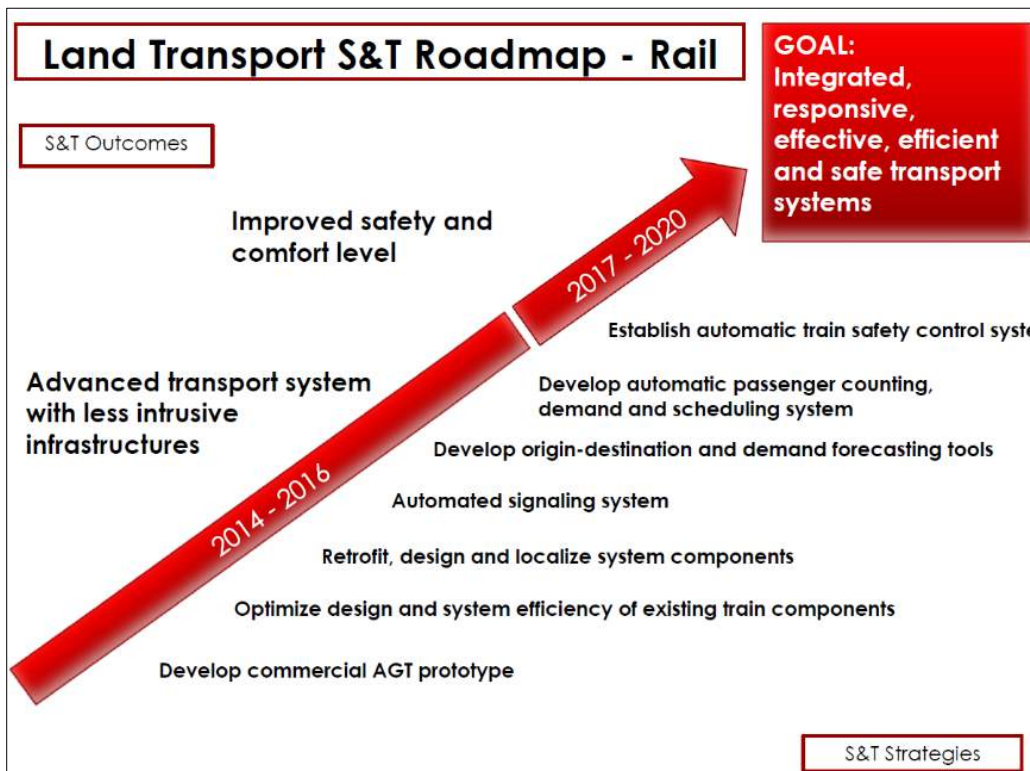 Land Transport S&T Roadmap - Rail
GOAL:
Integrated,
responsive,
effective, efficient
and safe transport
systems
S&T Outcomes
Improved safety and
comfort level
2017 - 2020
Establish automatic train safety control syste
Advanced transport system
with less intrusive
infrastructures
Develop automatic passenger counting,
demand and scheduling system
Develop origin-destination and demand forecasting tools
2014 - 2016
Automated signaling system
Retrofit, design and localize system components
Optimize design and system efficiency of existing train components
Develop commercial AGT prototype
S&T Strategies